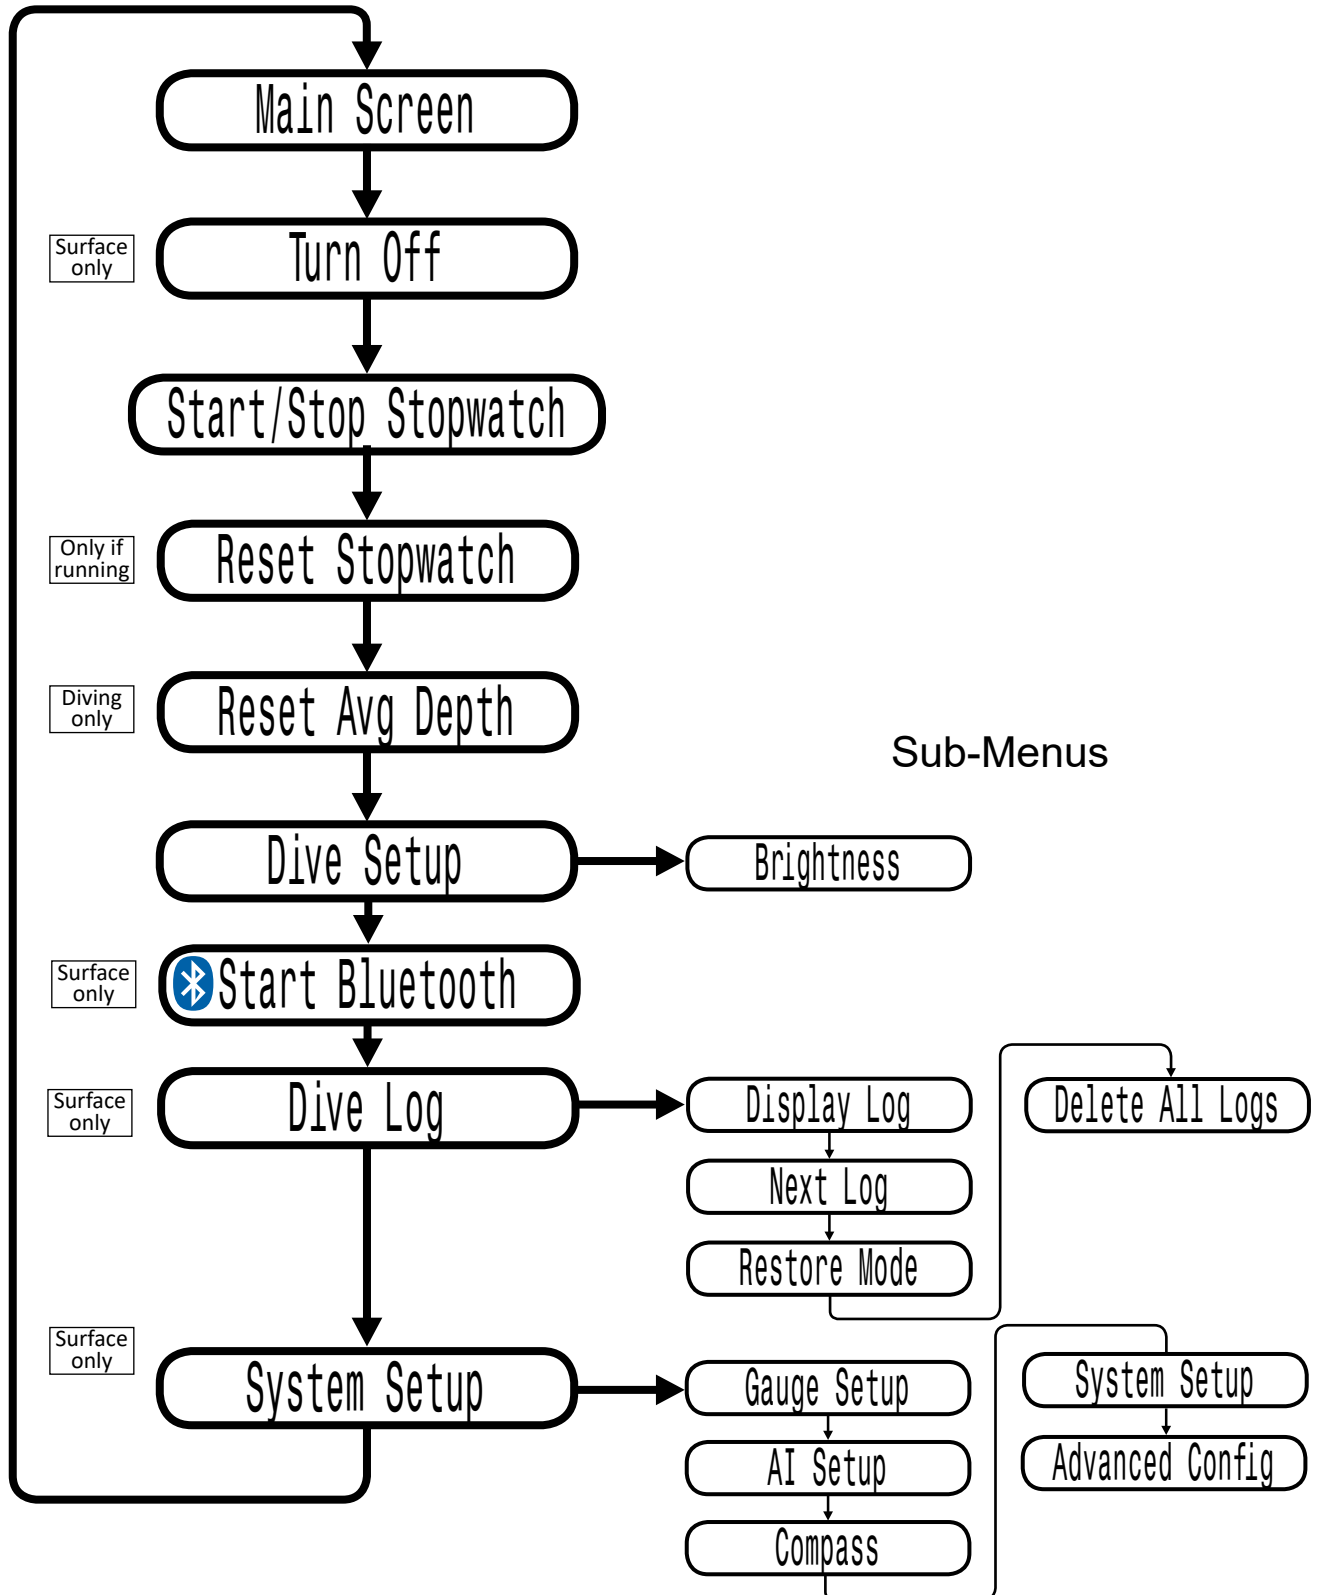 Main Screen
Surface
only
Turn Off
Start/Stop Stopwatch
Only if
running
Reset Stopwatch
Diving
only
Reset Avg Depth
Sub-Menus
Dive Setup
Brightness
Surface
only
Start Bluetooth
Surface
only
Dive Log
Display Log
Next Log
Restore Mode
Delete All Logs
Surface
only
System Setup
Gauge Setup
AI Setup
Compass
System Setup
Advanced Config